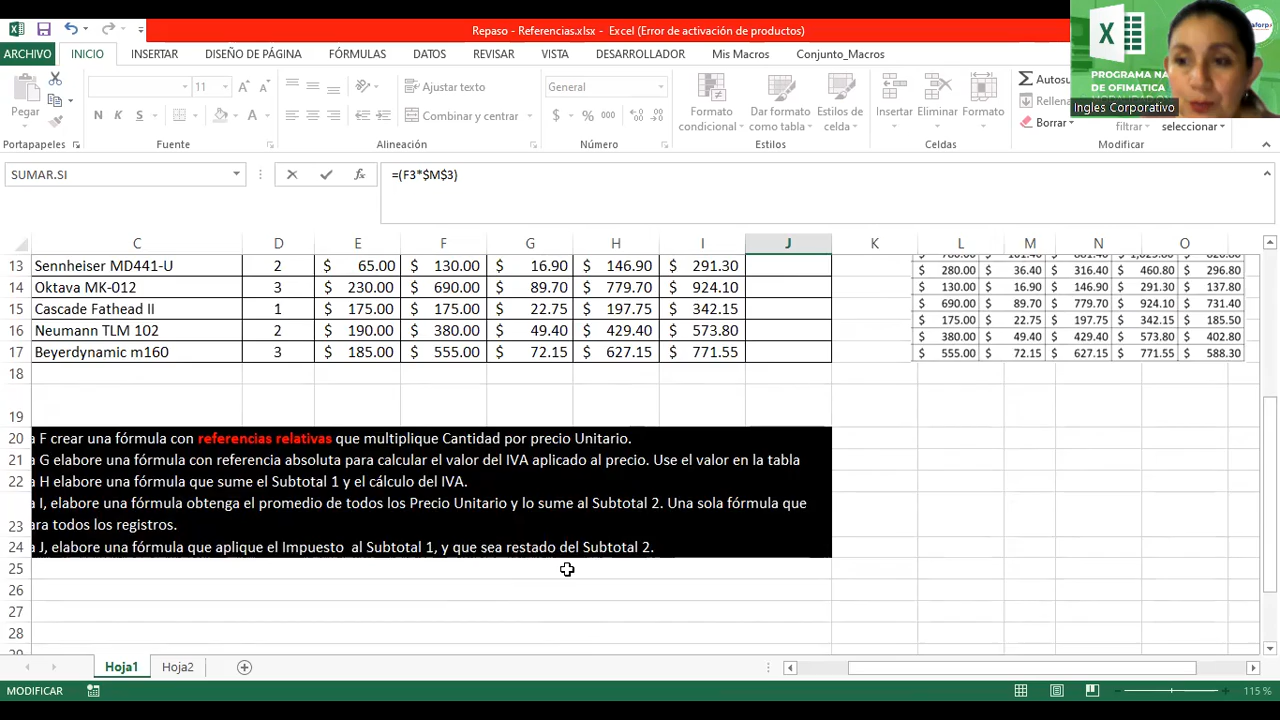 Repaso - Referencias.xlsx - Excel (Error de activación de productos)
ARCHIVO INICIO INSERTAR DISEÑO DE PÁGINA FÓRMULAS DATOS REVISAR VISTA DESARROLLADOR Mis Macros Conjunto_Macros
PROGRAMA NA
DE OFIMATICA
Ingles Corporativo
Pegar
11
Ajustar texto
Combinar y centrar
General
N K S
$ % 000
Formato condicional
Dar formato como tabla
Estilos de celda
Insertar Eliminar Formato
Autosu
Rellena
Borrar
filtrar
seleccionar
Portapapeles Fuente Alineación Número Estilos Celdas Modificar
SUMAR.SI
=(F3*$M$3)
C D E F G H I J K L M N O
13 Sennheiser MD441-U 2 $ 65.00 $ 130.00 $ 16.90 $ 146.90 $ 291.30
14 Oktava MK-012 3 $ 230.00 $ 690.00 $ 89.70 $ 779.70 $ 924.10
15 Cascade Fathead II 1 $ 175.00 $ 175.00 $ 22.75 $ 197.75 $ 342.15
16 Neumann TLM 102 2 $ 190.00 $ 380.00 $ 49.40 $ 429.40 $ 573.80
17 Beyerdynamic m160 3 $ 185.00 $ 555.00 $ 72.15 $ 627.15 $ 771.55
$ 280.00 $ 36.40 $ 316.40 $ 460.80 $ 296.80
$ 130.00 $ 16.90 $ 146.90 $ 291.30 $ 137.80
$ 690.00 $ 89.70 $ 779.70 $ 924.10 $ 731.40
$ 175.00 $ 22.75 $ 197.75 $ 342.15 $ 185.50
$ 380.00 $ 49.40 $ 429.40 $ 573.80 $ 402.80
$ 555.00 $ 72.15 $ 627.15 $ 771.55 $ 588.30
18
19
20 a F crear una fórmula con referencias relativas que multiplique Cantidad por precio Unitario.
21 a G elabore una fórmula con referencia absoluta para calcular el valor del IVA aplicado al precio. Use el valor en la tabla
22 a H elabore una fórmula que sume el Subtotal 1 y el cálculo del IVA.
a I, elabore una fórmula obtenga el promedio de todos los Precio Unitario y lo sume al Subtotal 2. Una sola fórmula que
23 ara todos los registros.
24 a J, elabore una fórmula que aplique el Impuesto al Subtotal 1, y que sea restado del Subtotal 2.
25
26
27
28
Hoja1 Hoja2
MODIFICAR
115 %